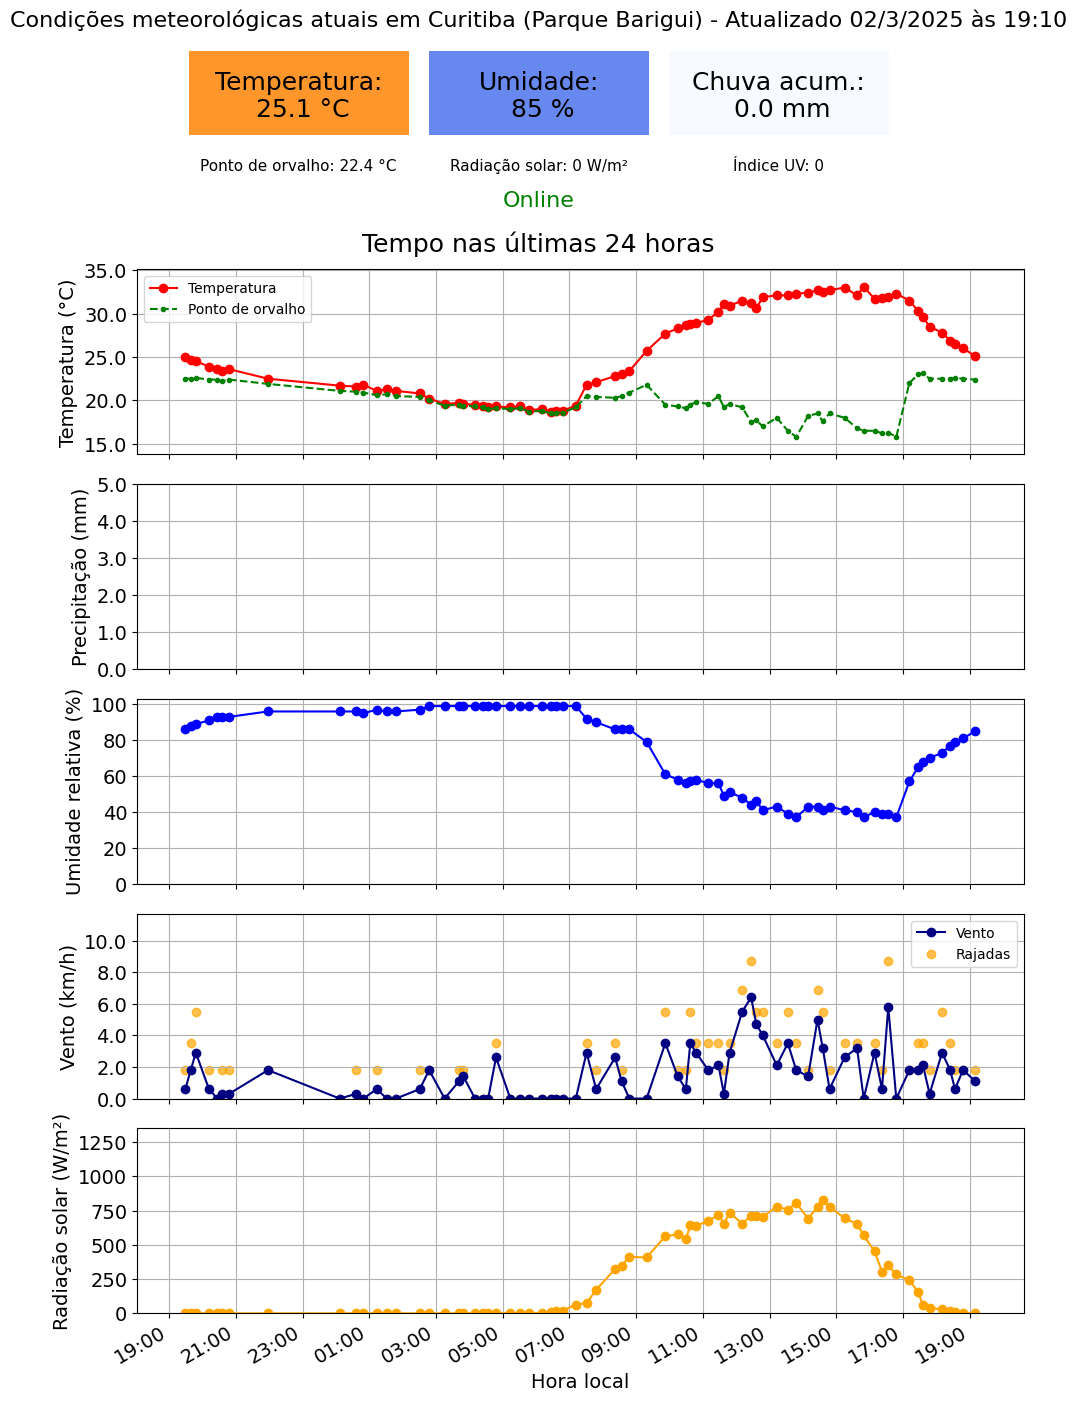 Condições meteorológicas atuais em Curitiba (Parque Barigui) - Atualizado 02/3/2025 às 19:10
Temperatura:
25.1 °C
Umidade:
85 %
Chuva acum.:
0.0 mm
Ponto de orvalho: 22.4 °C
Radiação solar: 0 W/m²
Índice UV: 0
Online
Tempo nas últimas 24 horas
Temperatura (°C)
35.0
30.0
25.0
20.0
15.0
Temperatura
Ponto de orvalho
Precipitação (mm)
5.0
4.0
3.0
2.0
1.0
0.0
Umidade relativa (%)
100
80
60
40
20
0
Vento (km/h)
10.0
8.0
6.0
4.0
2.0
0.0
Vento
Rajadas
Radiação solar (W/m²)
1250
1000
750
500
250
0
19:00 21:00 23:00 01:00 03:00 05:00 07:00 09:00 11:00 13:00 15:00 17:00 19:00
Hora local